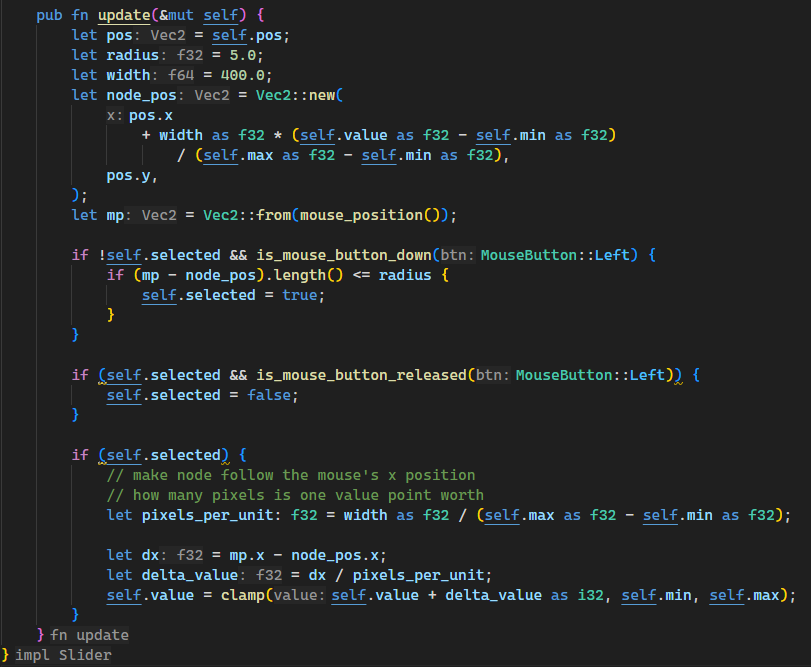 pub fn update(&mut self) {
let pos: Vec2 = self.pos;
let radius: f32 = 5.0;
let width: f64 = 400.0;
let node_pos: Vec2 = Vec2::new(
x: pos.x
+ width as f32 * (self.value as f32 - self.min as f32)
/ (self.max as f32 - self.min as f32),
pos.y,
);
let mp: Vec2 = Vec2::from(mouse_position());
if !self.selected && is_mouse_button_down(btn: MouseButton::Left) {
if (mp - node_pos).length() <= radius {
self.selected = true;
}
}
if (self.selected && is_mouse_button_released(btn: MouseButton::Left)) {
self.selected = false;
}
if (self.selected) {
// make node follow the mouse's x position
// how many pixels is one value point worth
let pixels_per_unit: f32 = width as f32 / (self.max as f32 - self.min as f32);
let dx: f32 = mp.x - node_pos.x;
let delta_value: f32 = dx / pixels_per_unit;
self.value = clamp(value: self.value + delta_value as i32, self.min, self.max);
}
} fn update
} impl Slider